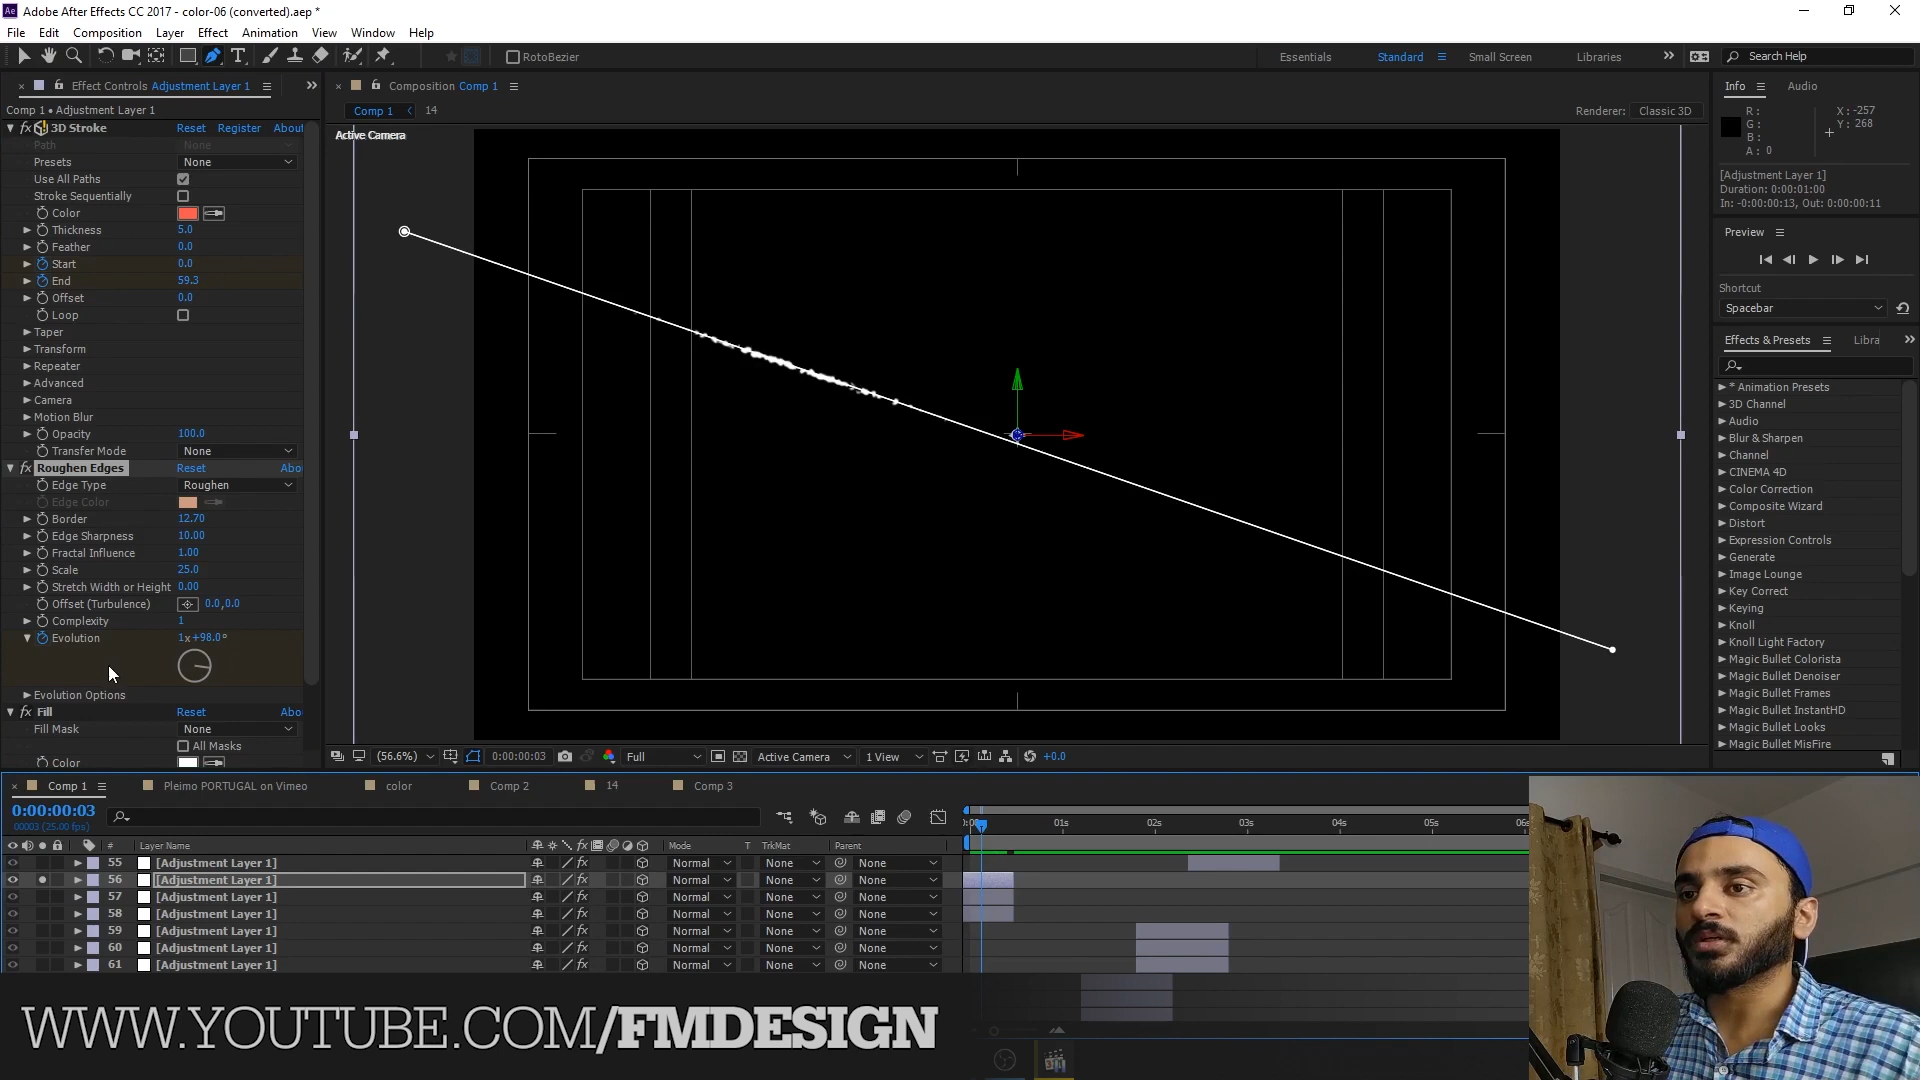 Adobe After Effects CC 2017 - color-06 (converted).aep *
File Edit Composition Layer Effect Animation View Window Help
RotoBezier Essentials Standard Small Screen Libraries Search Help
Effect Controls Adjustment Layer 1
Composition Comp 1
Info Audio
Comp 1 • Adjustment Layer 1
Comp 1 14
Renderer: Classic 3D
Active Camera
R: X: -257
G: Y: 268
B:
A: 0
[Adjustment Layer 1]
Duration: 0:00:01:00
In: -0:00:00:13, Out: 0:00:00:11
Preview
Shortcut
Spacebar
Effects & Presets Libra
* Animation Presets
3D Channel
Audio
Blur & Sharpen
Channel
CINEMA 4D
Color Correction
Composite Wizard
Distort
Expression Controls
Generate
Image Lounge
Key Correct
Keying
Knoll
Knoll Light Factory
Magic Bullet Colorista
Magic Bullet Denoiser
Magic Bullet Frames
Magic Bullet InstantHD
Magic Bullet Looks
Magic Bullet MisFire
fx 3D Stroke Reset Register About
Path None
Presets None
Use All Paths
Stroke Sequentially
Color
Thickness 5.0
Feather 0.0
Start 0.0
End 59.3
Offset 0.0
Loop
Taper
Transform
Repeater
Advanced
Camera
Motion Blur
Opacity 100.0
Transfer Mode None
fx Roughen Edges Reset Abo
Edge Type Roughen
Edge Color
Border 12.70
Edge Sharpness 10.00
Fractal Influence 1.00
Scale 25.0
Stretch Width or Height 0.00
Offset (Turbulence) 0.0,0.0
Complexity 1
Evolution 1x+98.0°
Evolution Options
fx Fill Reset Abo
Fill Mask None
All Masks
Color
(56.6%) 0:00:00:03 Full Active Camera 1 View +0.0
Comp 1 Pleimo PORTUGAL on Vimeo color Comp 2 14 Comp 3
0:00:00:03
00003 (25.00 fps)
01s 02s 03s 04s 05s
# Layer Name fx Mode T TrkMat Parent
55 [Adjustment Layer 1] fx Normal None None
56 [Adjustment Layer 1] fx Normal None None
57 [Adjustment Layer 1] fx Normal None None
58 [Adjustment Layer 1] fx Normal None None
59 [Adjustment Layer 1] fx Normal None None
60 [Adjustment Layer 1] fx Normal None None
61 [Adjustment Layer 1] fx Normal None None
WWW.YOUTUBE.COM/FMDESIGN